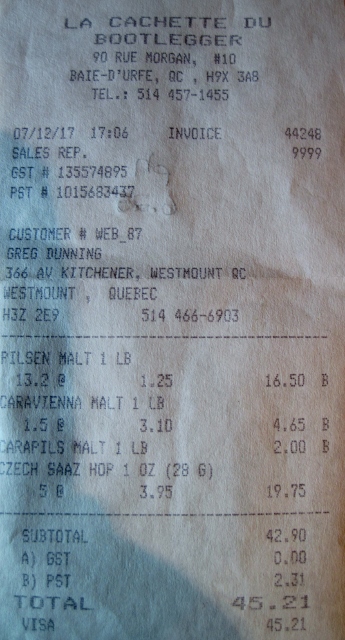 LA CACHETTE DU
BOOTLEGGER
90 RUE MORGAN, #10
BAIE-D'URFE, QC , H9X 3A8
TEL.: 514 457-1455
07/12/17 17:06 INVOICE 44248
SALES REP. 9999
GST # 135574895
PST # 1015683437
CUSTOMER # WEB_87
GREG DUNNING
366 AV KITCHENER, WESTMOUNT QC
WESTMOUNT , QUEBEC
H3Z 2E9 514 466-6903
PILSEN MALT 1 LB
13.2 @ 1.25 16.50 B
CARAVIENNA MALT 1 LB
1.5 @ 3.10 4.65 B
CARAPILS MALT 1 LB 2.00 B
CZECH SAAZ HOP 1 OZ (28 G)
5 @ 3.95 19.75
SUBTOTAL 42.90
A) GST 0.00
B) PST 2.31
TOTAL 45.21
VISA 45.21